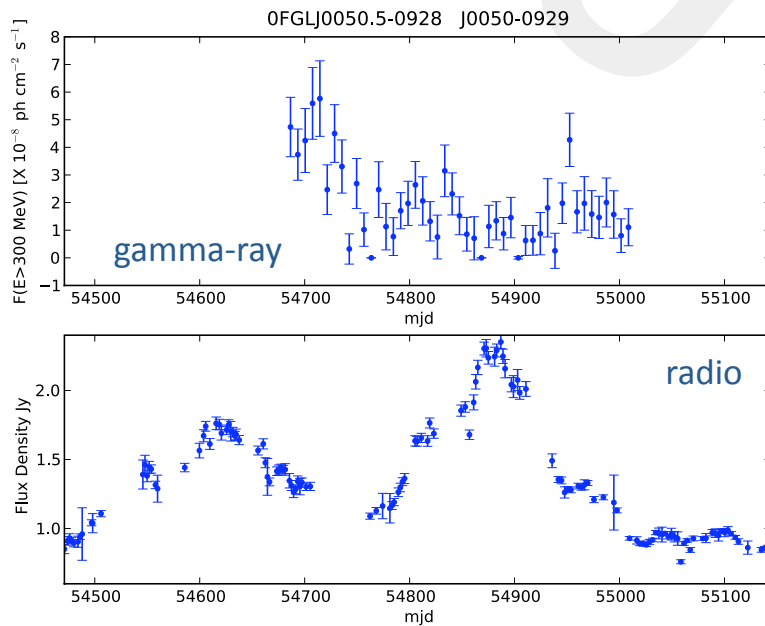 0FGLJ0050.5-0928 J0050-0929
F(E>300 MeV) [X 10⁻⁸ ph cm⁻² s⁻¹]
8
7
6
5
4
3
2
1
0
−1
gamma-ray
54500 54600 54700 54800 54900 55000 55100
mjd
Flux Density Jy
2.0
1.5
1.0
radio
54500 54600 54700 54800 54900 55000 55100
mjd